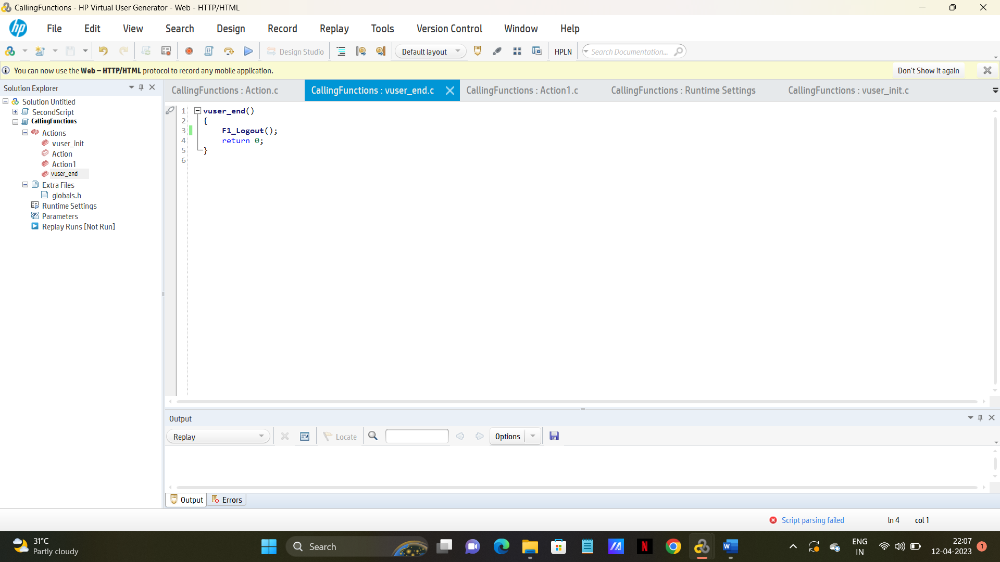 CallingFunctions - HP Virtual User Generator - Web - HTTP/HTML
hp File Edit View Search Design Record Replay Tools Version Control Window Help
Design Studio Default layout HPLN Search Documentation...
You can now use the Web – HTTP/HTML protocol to record any mobile application. Don't Show it again
Solution Explorer
CallingFunctions : Action.c CallingFunctions : vuser_end.c CallingFunctions : Action1.c CallingFunctions : Runtime Settings CallingFunctions : vuser_init.c
Solution Untitled
SecondScript
CallingFunctions
Actions
vuser_init
Action
Action1
vuser_end
Extra Files
globals.h
Runtime Settings
Parameters
Replay Runs [Not Run]
1 vuser_end()
2 {
3 F1_Logout();
4 return 0;
5 }
6
Output
Replay Locate Options
Output Errors
Script parsing failed ln 4 col 1
31°C
Partly cloudy
Search
N
W
ENG
IN
22:07
12-04-2023
1